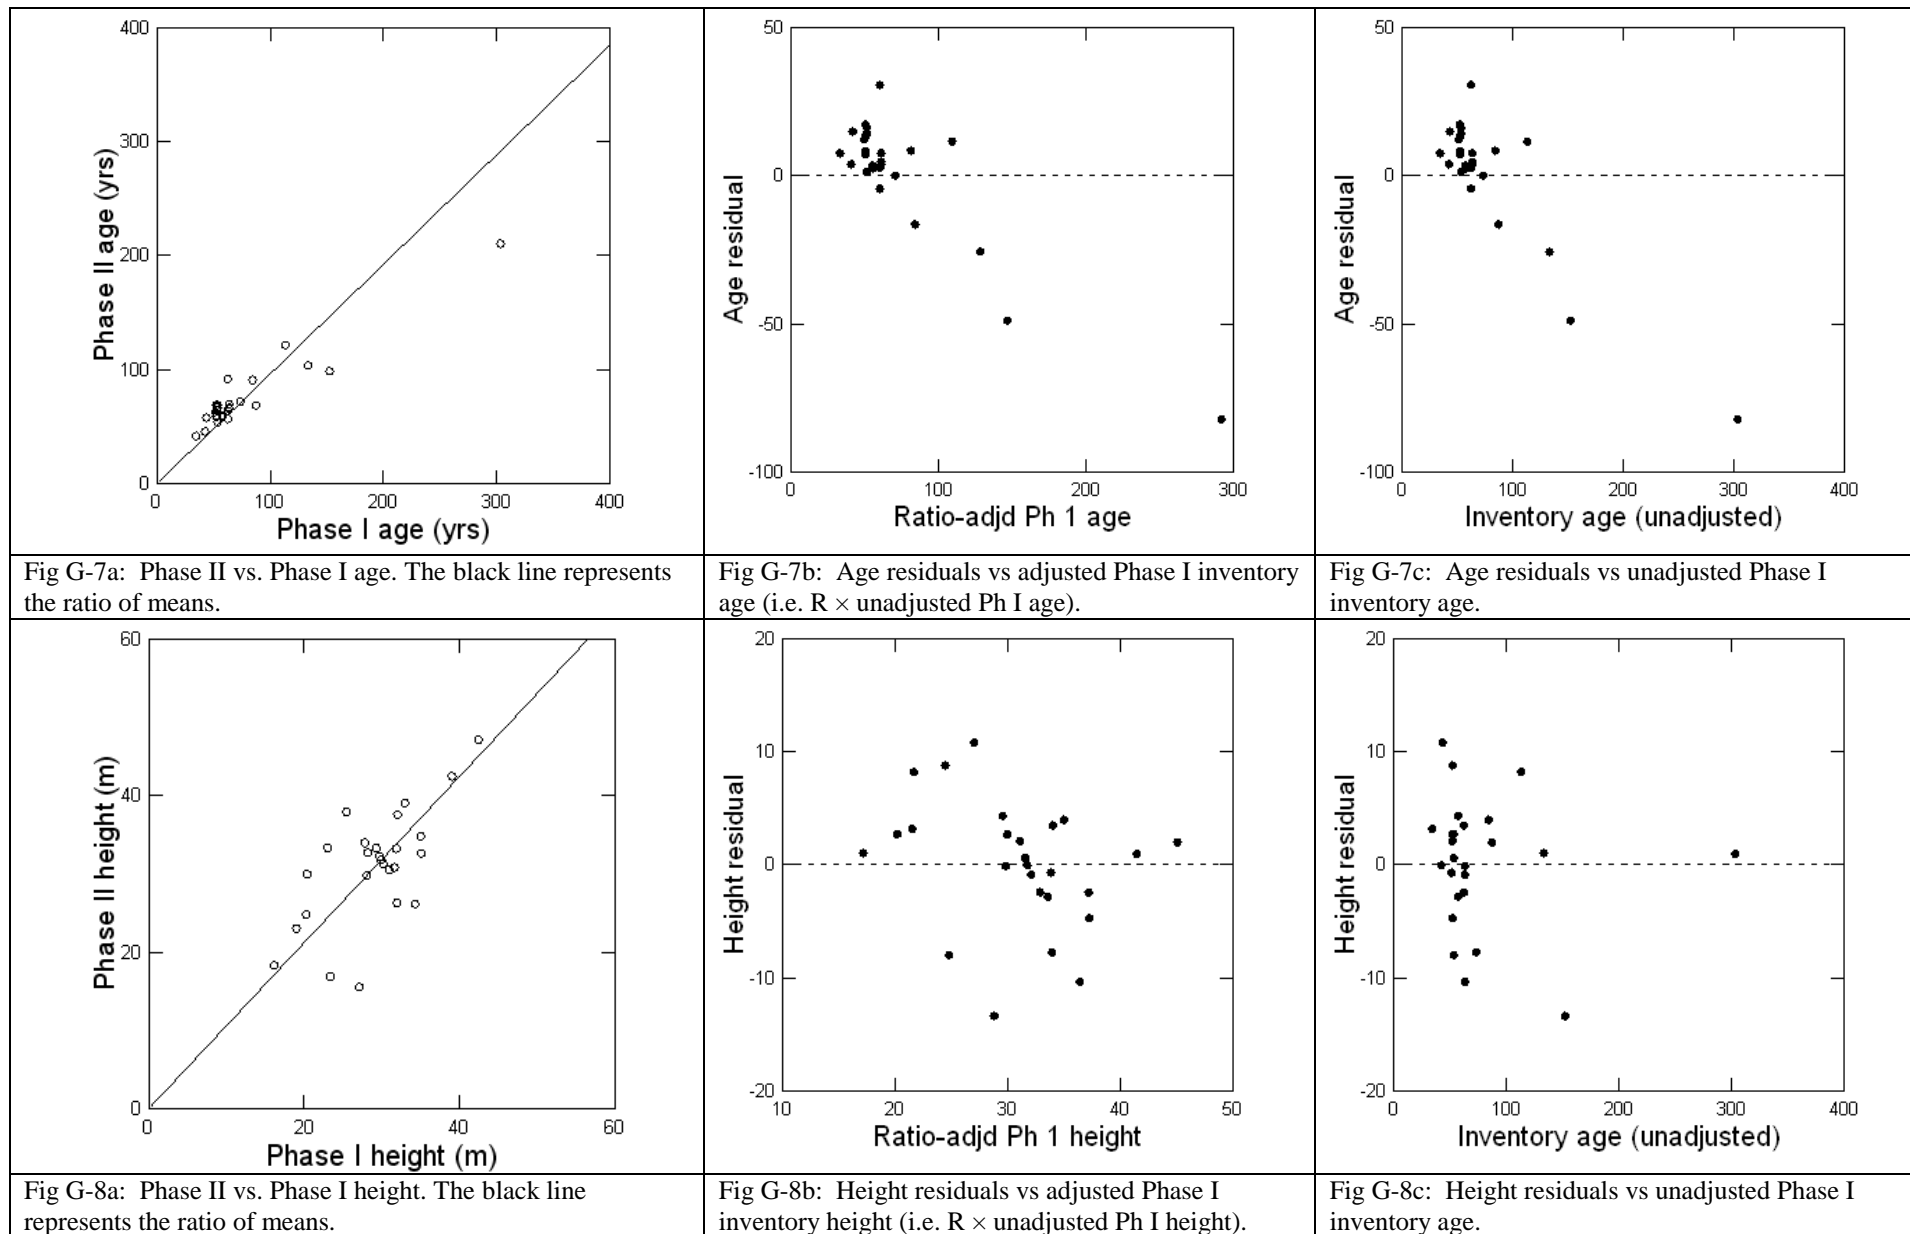 400
300
200
100
0
Phase II age (yrs)
0 100 200 300 400
Phase I age (yrs)
50
0
-50
-100
Age residual
0 100 200 300
Ratio-adjd Ph 1 age
50
0
-50
-100
Age residual
0 100 200 300 400
Inventory age (unadjusted)
Fig G-7a: Phase II vs. Phase I age. The black line represents
the ratio of means.
Fig G-7b: Age residuals vs adjusted Phase I inventory
age (i.e. R × unadjusted Ph I age).
Fig G-7c: Age residuals vs unadjusted Phase I
inventory age.
60
40
20
0
Phase II height (m)
0 20 40 60
Phase I height (m)
20
10
0
-10
-20
Height residual
10 20 30 40 50
Ratio-adjd Ph 1 height
20
10
0
-10
-20
Height residual
0 100 200 300 400
Inventory age (unadjusted)
Fig G-8a: Phase II vs. Phase I height. The black line
represents the ratio of means.
Fig G-8b: Height residuals vs adjusted Phase I
inventory height (i.e. R × unadjusted Ph I height).
Fig G-8c: Height residuals vs unadjusted Phase I
inventory age.